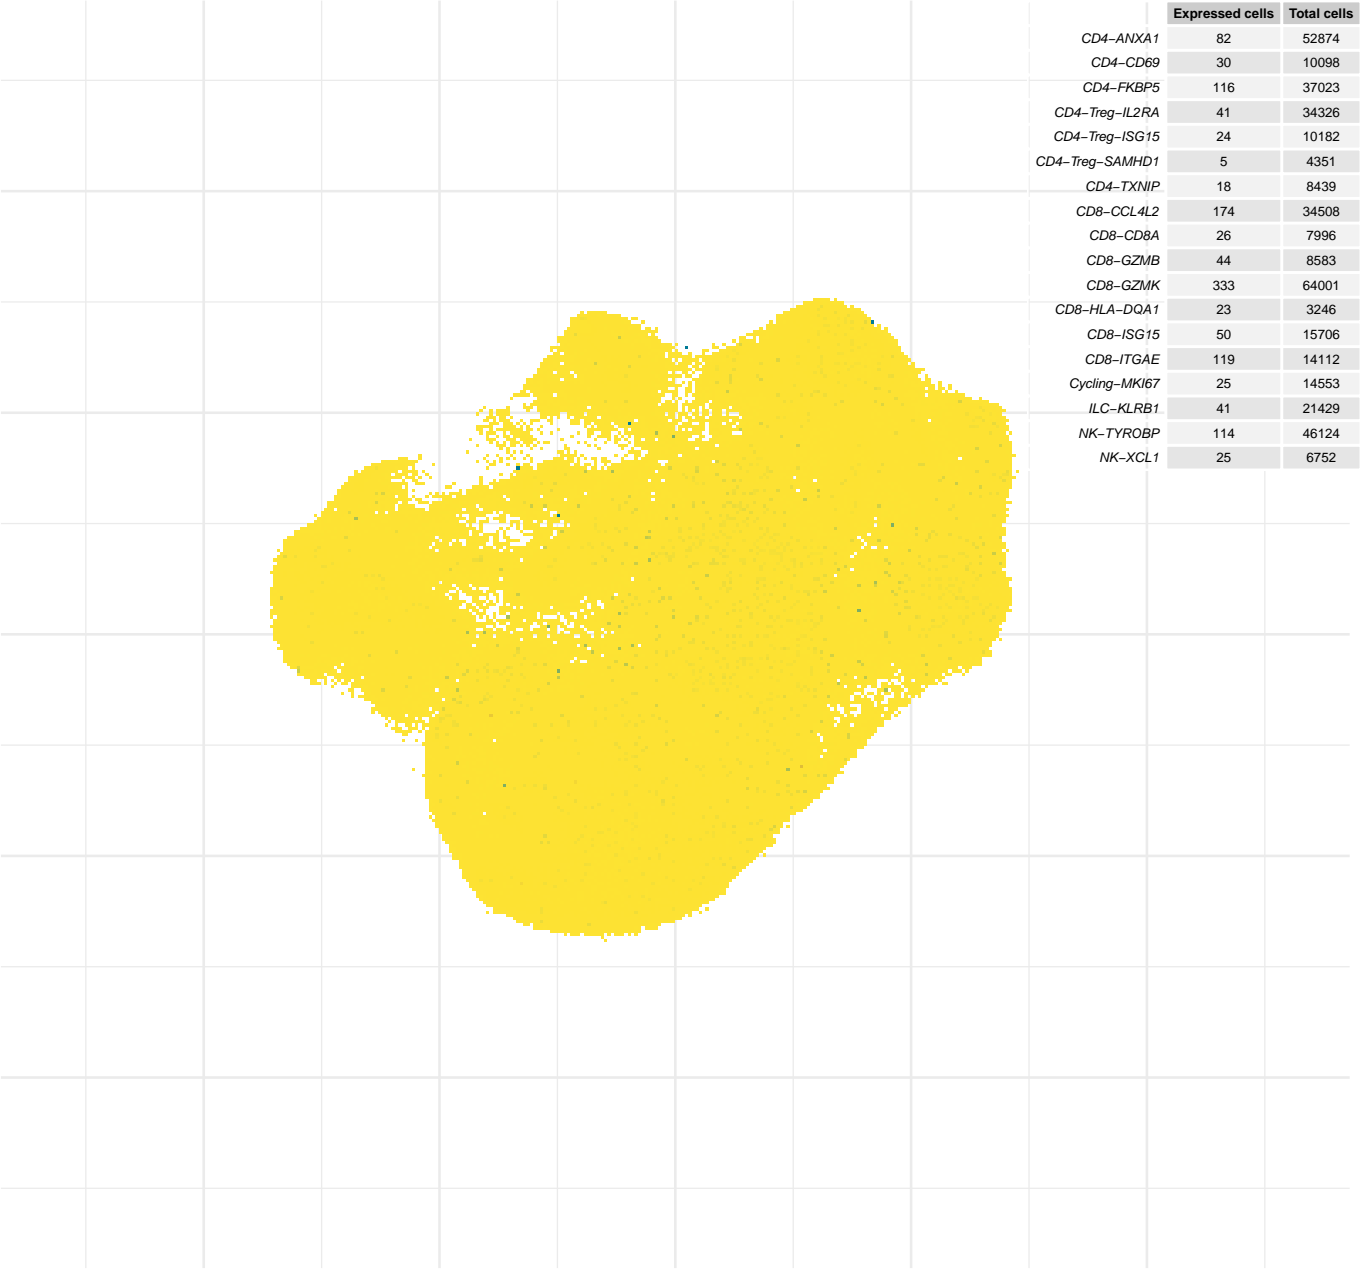 Expressed cells Total cells
CD4−ANXA1 82 52874
CD4−CD69 30 10098
CD4−FKBP5 116 37023
CD4−Treg−IL2RA 41 34326
CD4−Treg−ISG15 24 10182
CD4−Treg−SAMHD1 5 4351
CD4−TXNIP 18 8439
CD8−CCL4L2 174 34508
CD8−CD8A 26 7996
CD8−GZMB 44 8583
CD8−GZMK 333 64001
CD8−HLA−DQA1 23 3246
CD8−ISG15 50 15706
CD8−ITGAE 119 14112
Cycling−MKI67 25 14553
ILC−KLRB1 41 21429
NK−TYROBP 114 46124
NK−XCL1 25 6752